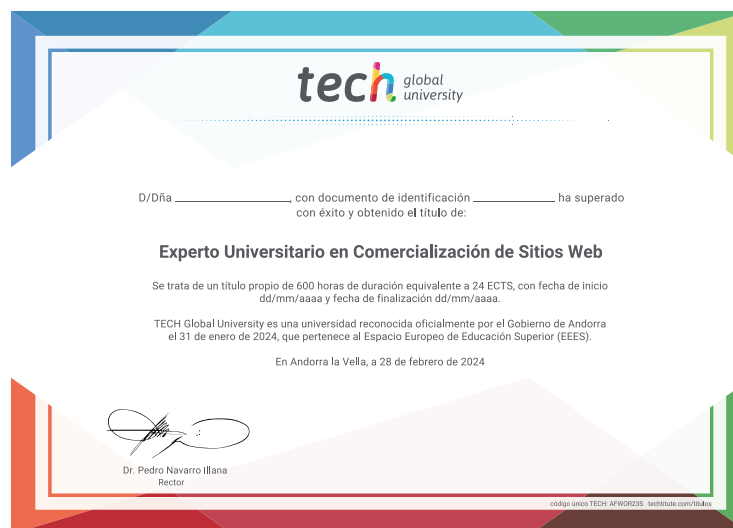 tech global university
D/Dña ______________, con documento de identificación __________ ha superado
con éxito y obtenido el título de:
Experto Universitario en Comercialización de Sitios Web
Se trata de un título propio de 600 horas de duración equivalente a 24 ECTS, con fecha de inicio
dd/mm/aaaa y fecha de finalización dd/mm/aaaa.
TECH Global University es una universidad reconocida oficialmente por el Gobierno de Andorra
el 31 de enero de 2024, que pertenece al Espacio Europeo de Educación Superior (EEES).
En Andorra la Vella, a 28 de febrero de 2024
Dr. Pedro Navarro Illana
Rector
código único TECH: AFWOR23S techtitute.com/titulos